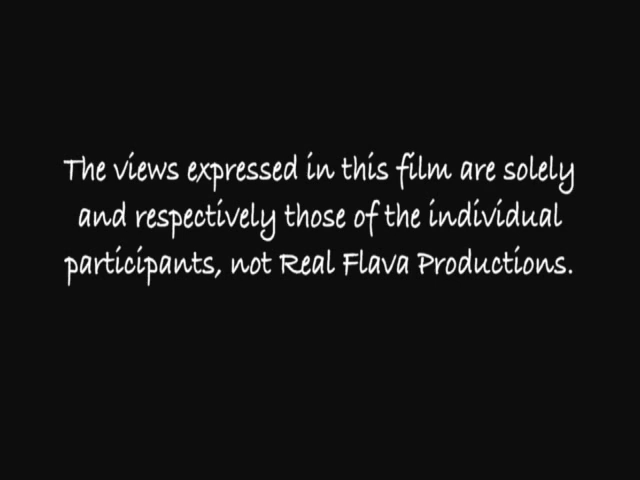 The views expressed in this film are solely
and respectively those of the individual
participants, not Real Flava Productions.